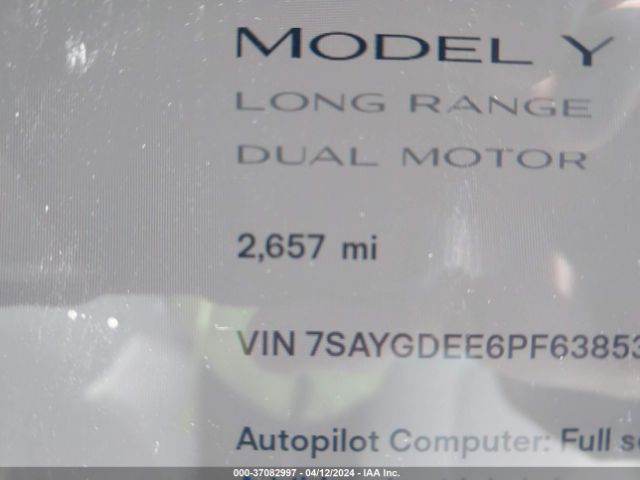 MODEL Y
LONG RANGE
DUAL MOTOR
2,657 mi
VIN 7SAYGDEE6PF63853
Autopilot Computer: Full
000-37082997 - 04/12/2024 - IAA Inc.